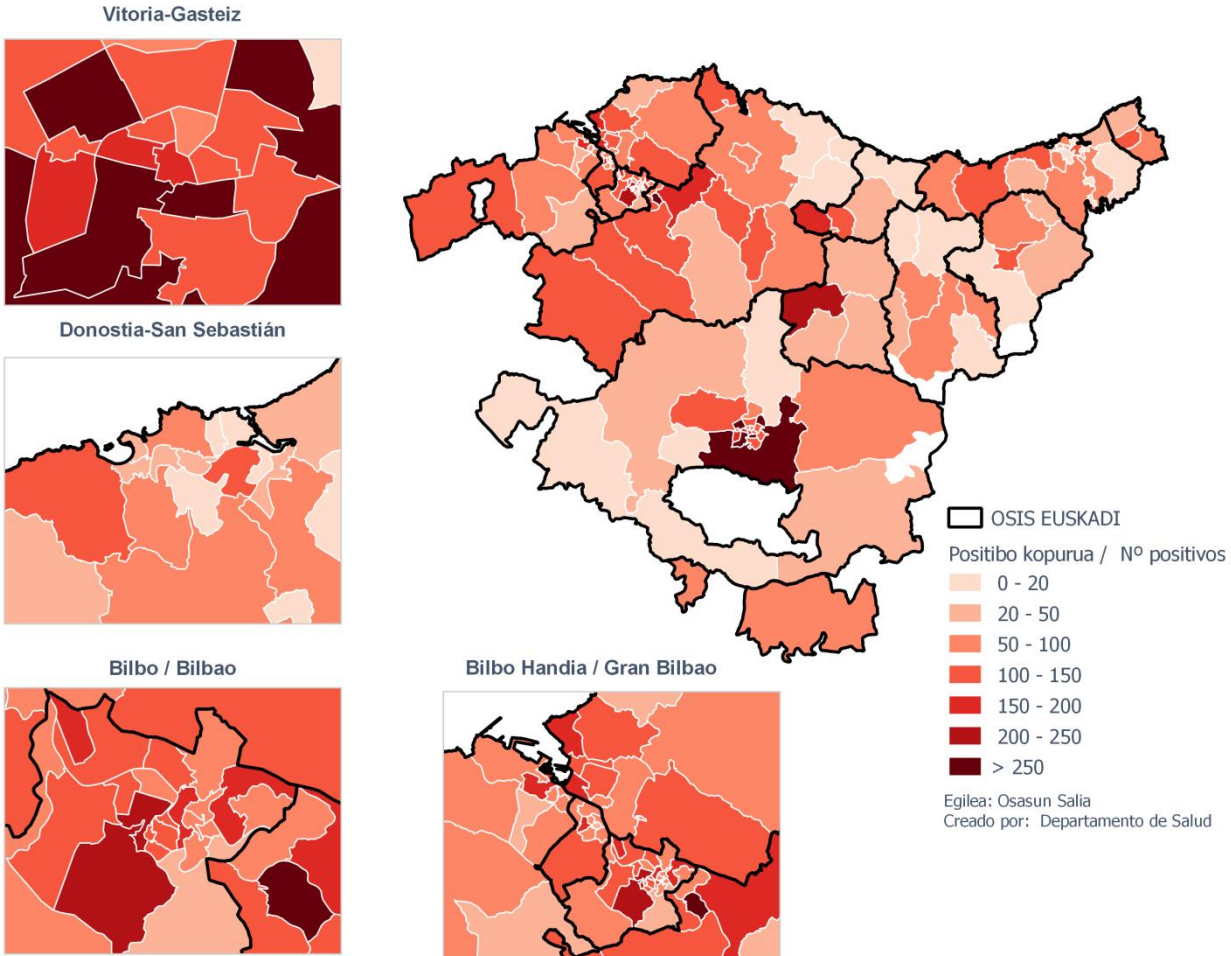 Vitoria-Gasteiz
Donostia-San Sebastián
Bilbo / Bilbao
Bilbo Handia / Gran Bilbao
OSIS EUSKADI
Positibo kopurua / Nº positivos
0 - 20
20 - 50
50 - 100
100 - 150
150 - 200
200 - 250
> 250
Egilea: Osasun Salia
Creado por: Departamento de Salud